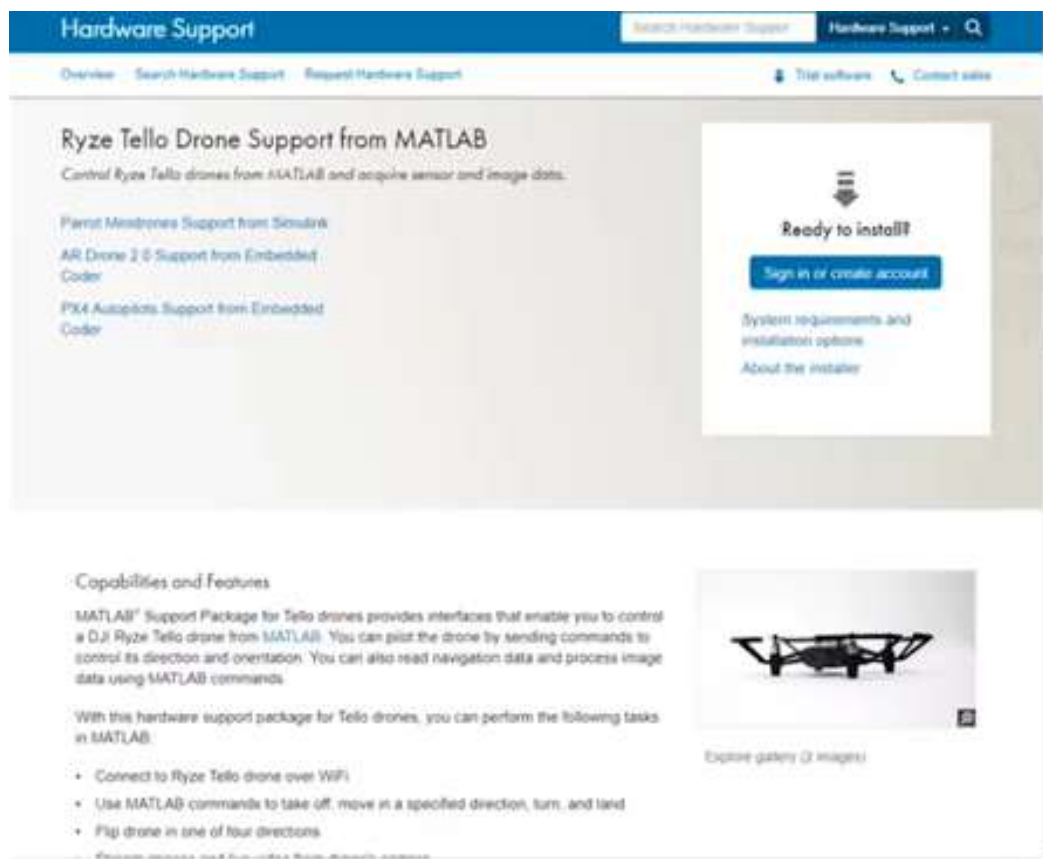 Hardware Support
Search Hardware Support
Hardware Support
Overview Search Hardware Support Request Hardware Support
Trial software Contact sales
Ryze Tello Drone Support from MATLAB
Control Ryze Tello drones from MATLAB and acquire sensor and image data.
Parrot Minidrones Support from Simulink
AR Drone 2.0 Support from Embedded
Coder
PX4 Autopilots Support from Embedded
Coder
Ready to install?
Sign in or create account
System requirements and
installation options
About the installer
Capabilities and Features
MATLAB® Support Package for Tello drones provides interfaces that enable you to control
a DJI Ryze Tello drone from MATLAB. You can pilot the drone by sending commands to
control its direction and orientation. You can also read navigation data and process image
data using MATLAB commands.
With this hardware support package for Tello drones, you can perform the following tasks
in MATLAB:
• Connect to Ryze Tello drone over WiFi
• Use MATLAB commands to take off, move in a specified direction, turn, and land
• Flip drone in one of four directions
Explore gallery (2 images)